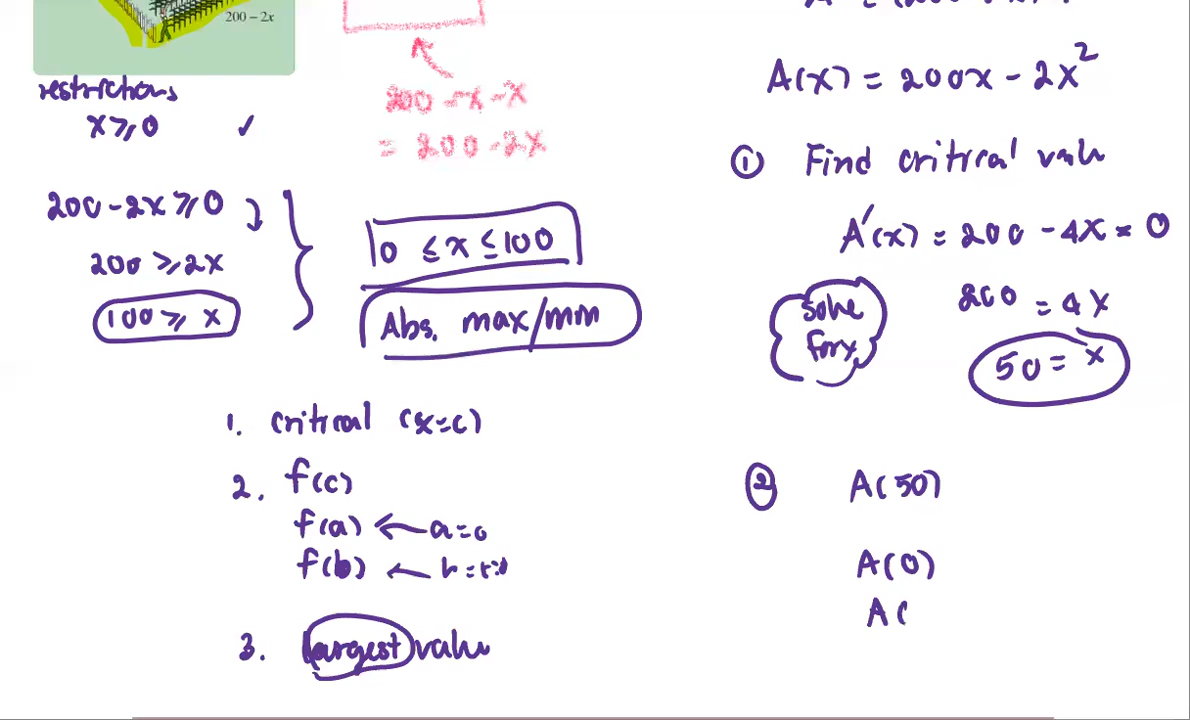 200 - 2x
restrictions
x ≥ 0 ✓
200 - x - x
= 200 - 2x
200 - 2x ≥ 0
200 ≥ 2x
100 ≥ x
0 ≤ x ≤ 100
Abs. max/min
1. critical (x=c)
2. f(c)
f(a) ← a=0
f(b) ←
3. largest value
A(x) = 200x - 2x²
① Find critical
A'(x) = 200 - 4x = 0
solve
for x
200 = 4x
50 = x
② A(50)
A(0)
A(